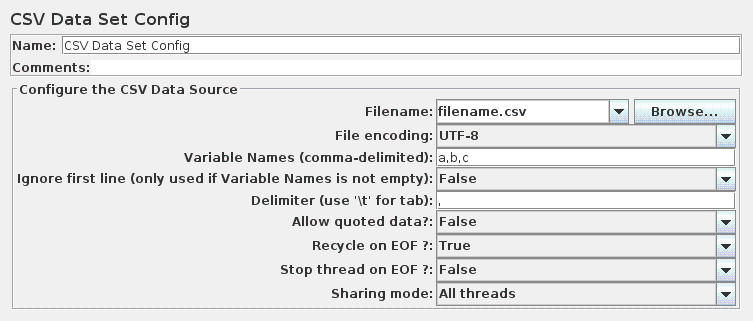 CSV Data Set Config
Name: CSV Data Set Config
Comments:
Configure the CSV Data Source
Filename: filename.csv Browse...
File encoding: UTF-8
Variable Names (comma-delimited): a,b,c
Ignore first line (only used if Variable Names is not empty): False
Delimiter (use '\t' for tab): ,
Allow quoted data?: False
Recycle on EOF ?: True
Stop thread on EOF ?: False
Sharing mode: All threads